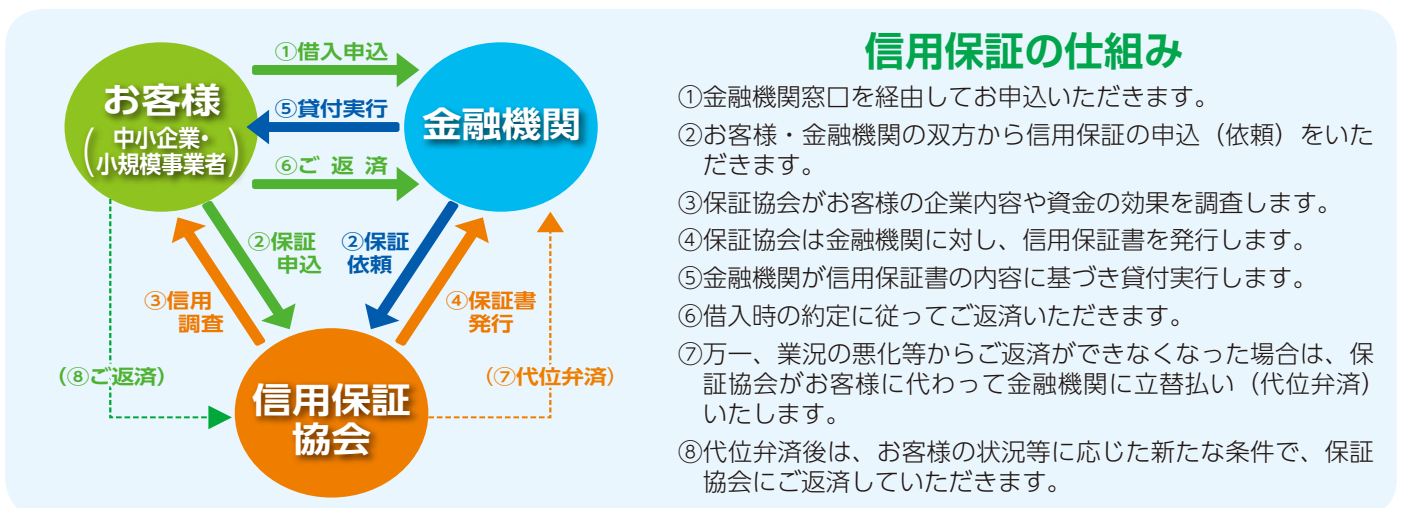 ①借入申込
お客様
(中小企業・
小規模事業者)
⑤貸付実行
金融機関
⑥ご返済
②保証
申込
②保証
依頼
③信用
調査
④保証書
発行
(⑧ご返済)
(⑦代位弁済)
信用保証
協会
信用保証の仕組み
①金融機関窓口を経由してお申込いただきます。
②お客様・金融機関の双方から信用保証の申込（依頼）をいた
だきます。
③保証協会がお客様の企業内容や資金の効果を調査します。
④保証協会は金融機関に対し、信用保証書を発行します。
⑤金融機関が信用保証書の内容に基づき貸付実行します。
⑥借入時の約定に従ってご返済いただきます。
⑦万一、業況の悪化等からご返済ができなくなった場合は、保
証協会がお客様に代わって金融機関に立替払い（代位弁済）
いたします。
⑧代位弁済後は、お客様の状況等に応じた新たな条件で、保証
協会にご返済していただきます。